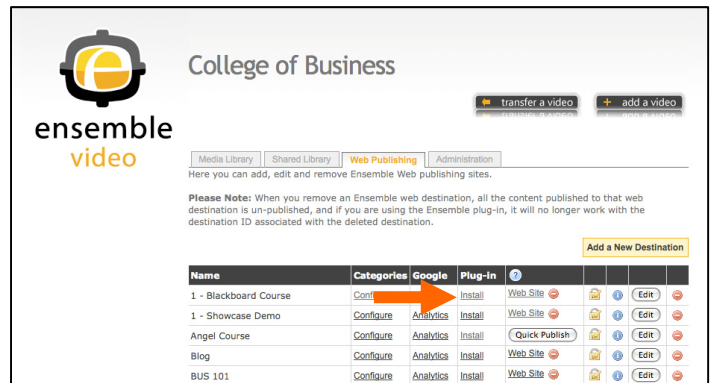 College of Business
transfer a video
add a video
ensemble
video
Media Library Shared Library Web Publishing Administration
Here you can add, edit and remove Ensemble Web publishing sites.
Please Note: When you remove an Ensemble web destination, all the content published to that web
destination is un-published, and if you are using the Ensemble plug-in, it will no longer work with the
destination ID associated with the deleted destination.
Add a New Destination
Name Categories Google Plug-in ?
1 - Blackboard Course Install Web Site Edit
1 - Showcase Demo Configure Analytics Install Web Site Edit
Angel Course Configure Analytics Install Quick Publish Edit
Blog Configure Analytics Install Web Site Edit
BUS 101 Configure Analytics Install Web Site Edit